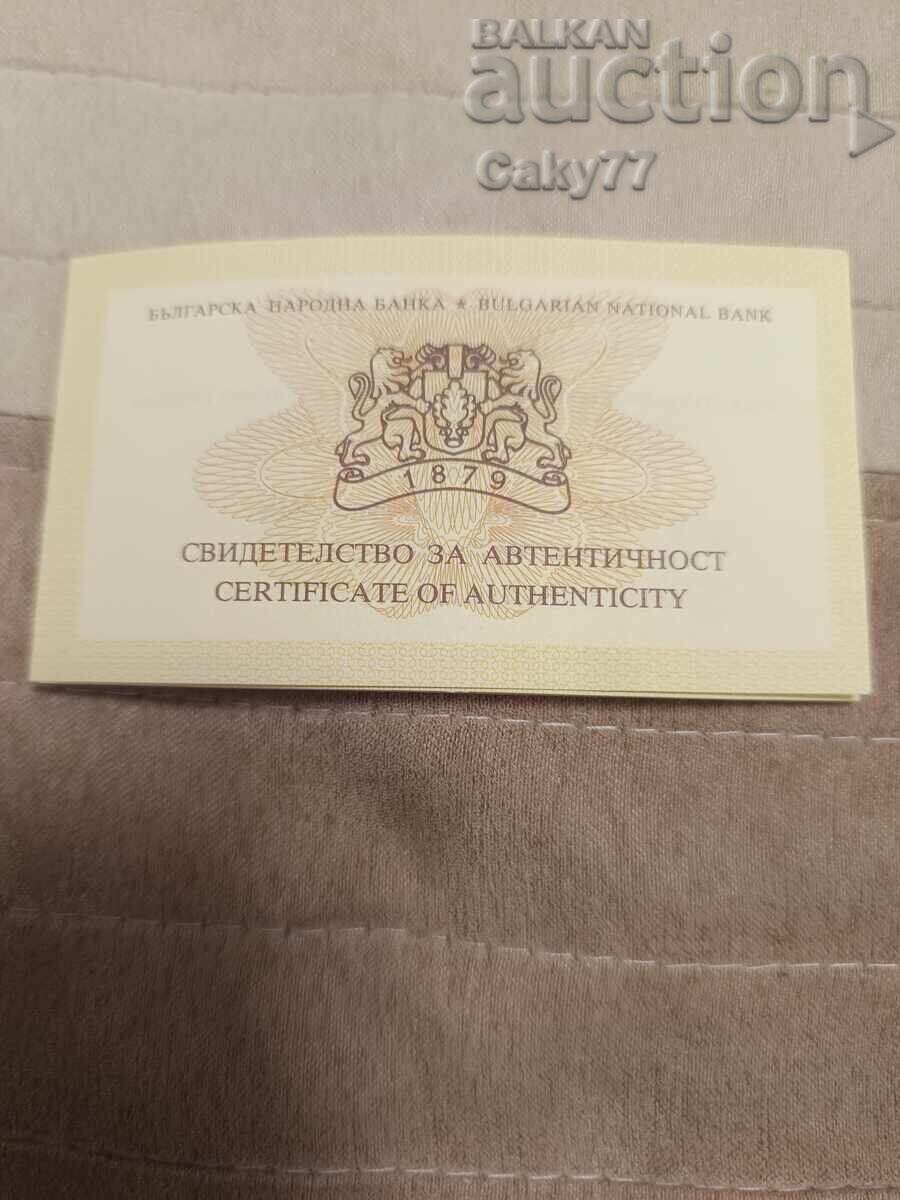 BALKAN
auction
Caky77
БЪЛГАРСКА НАРОДНА БАНКА ★ BULGARIAN NATIONAL BANK
1879
СВИДЕТЕЛСТВО ЗА АВТЕНТИЧНОСТ
CERTIFICATE OF AUTHENTICITY